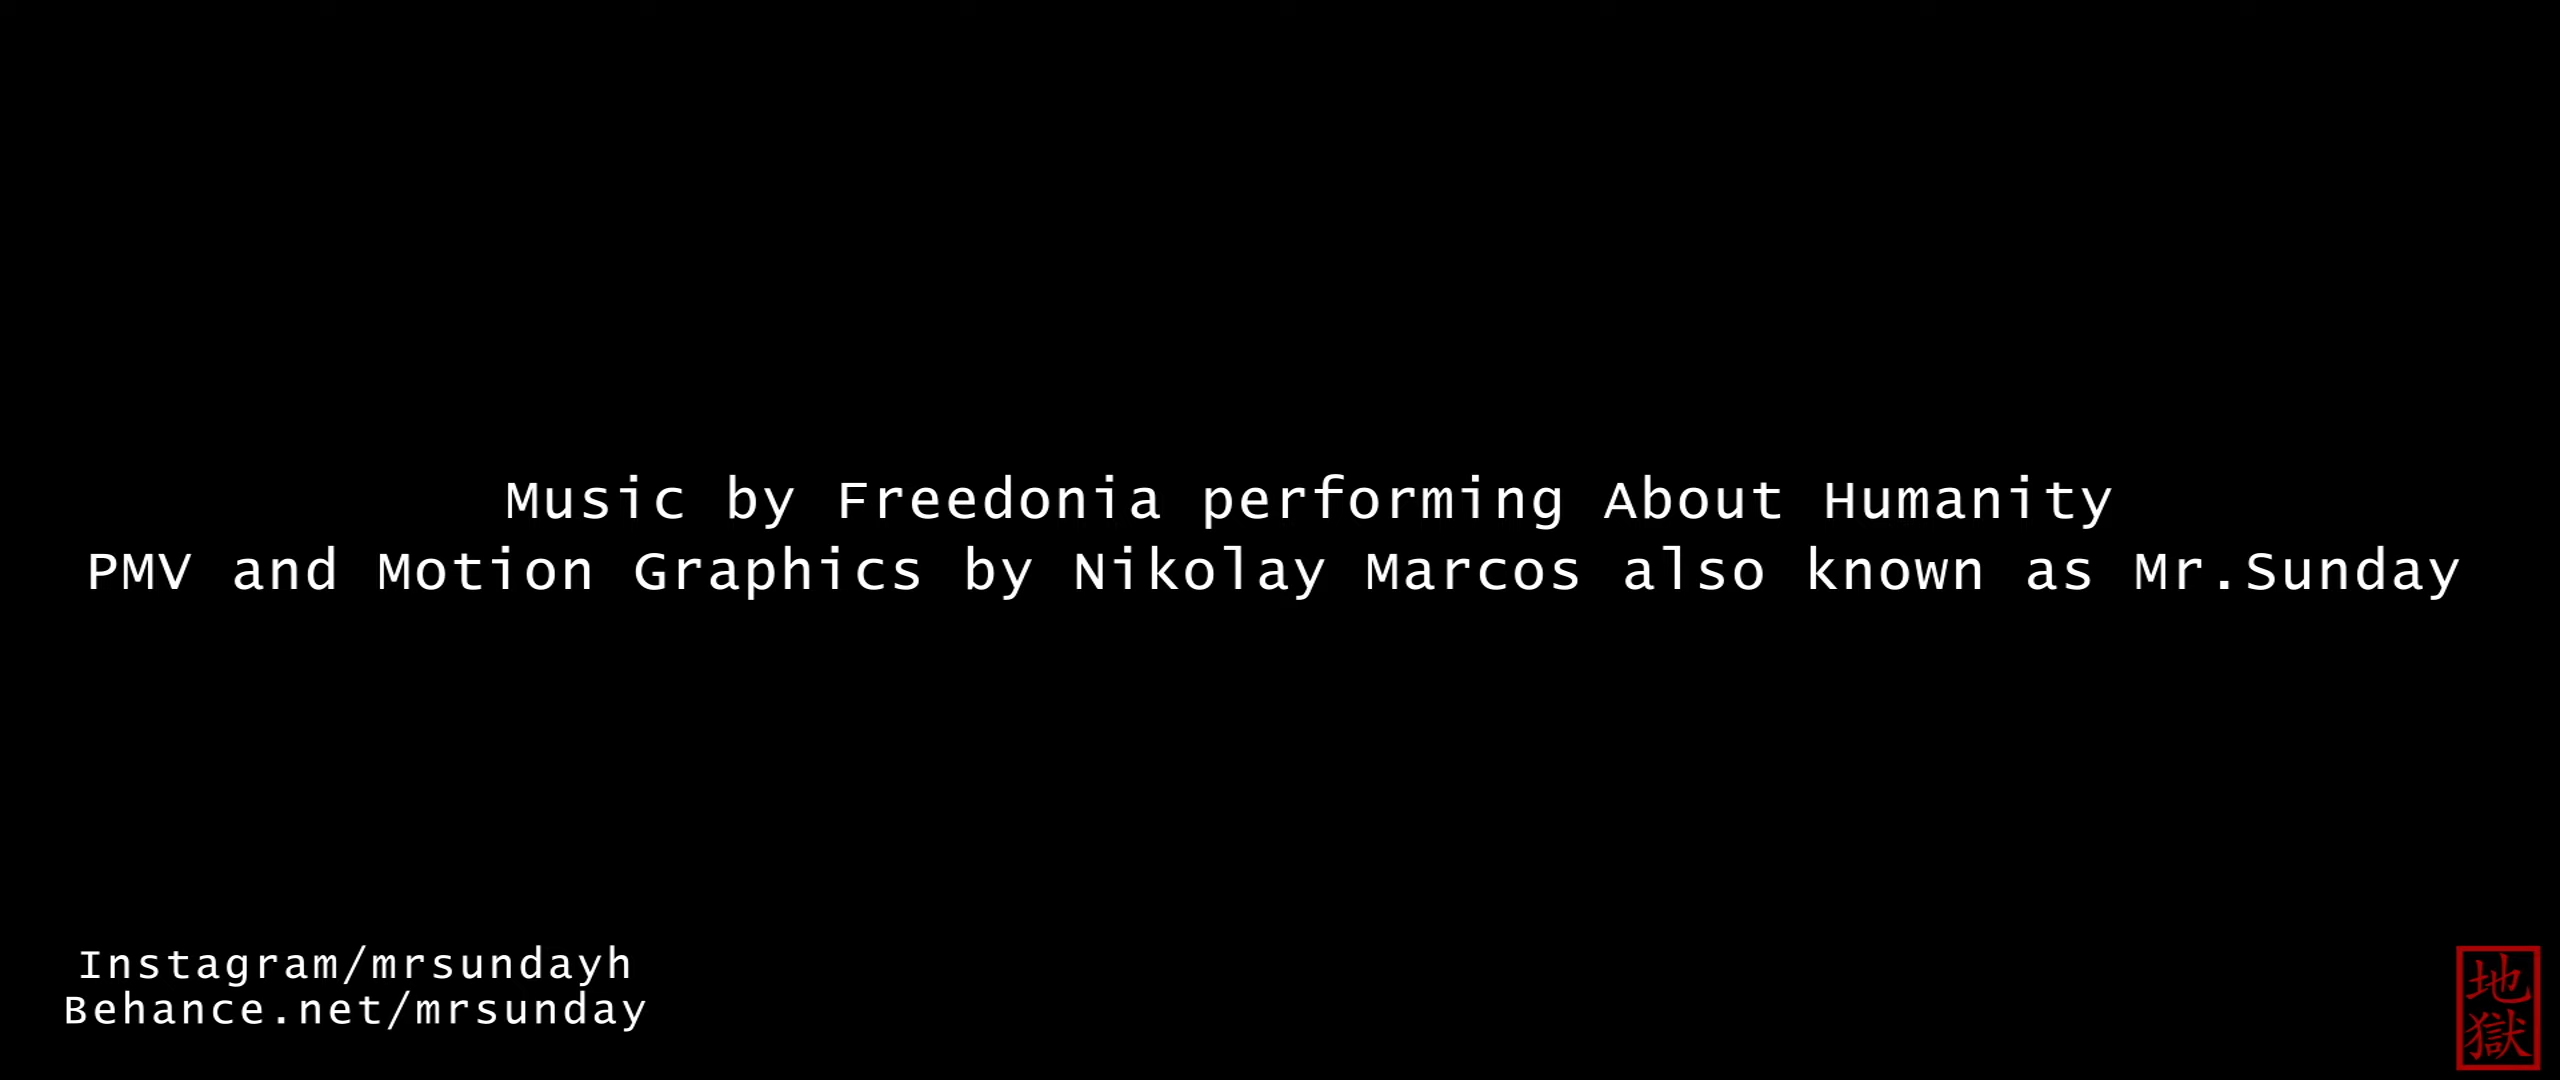 Music by Freedonia performing About Humanity
PMV and Motion Graphics by Nikolay Marcos also known as Mr.Sunday
Instagram/mrsundayh
Behance.net/mrsunday
地
獄